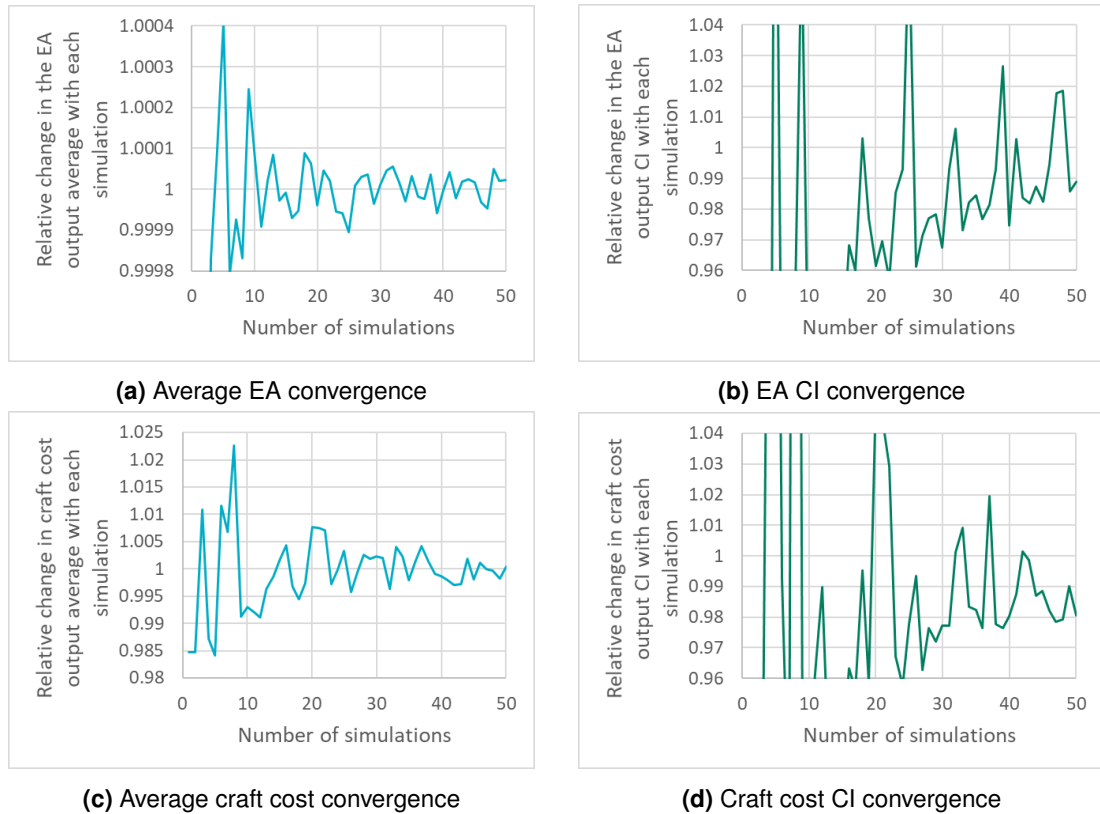 Relative change in the EA
output average with each
simulation
1.0004
1.0003
1.0002
1.0001
1
0.9999
0.9998
0 10 20 30 40 50
Number of simulations
(a) Average EA convergence
Relative change in the EA
output CI with each
simulation
1.04
1.03
1.02
1.01
1
0.99
0.98
0.97
0.96
0 10 20 30 40 50
Number of simulations
(b) EA CI convergence
Relative change in craft cost
output average with each
simulation
1.025
1.02
1.015
1.01
1.005
1
0.995
0.99
0.985
0.98
0 10 20 30 40 50
Number of simulations
(c) Average craft cost convergence
Relative change in craft cost
output CI with each
simulation
1.04
1.03
1.02
1.01
1
0.99
0.98
0.97
0.96
0 10 20 30 40 50
Number of simulations
(d) Craft cost CI convergence